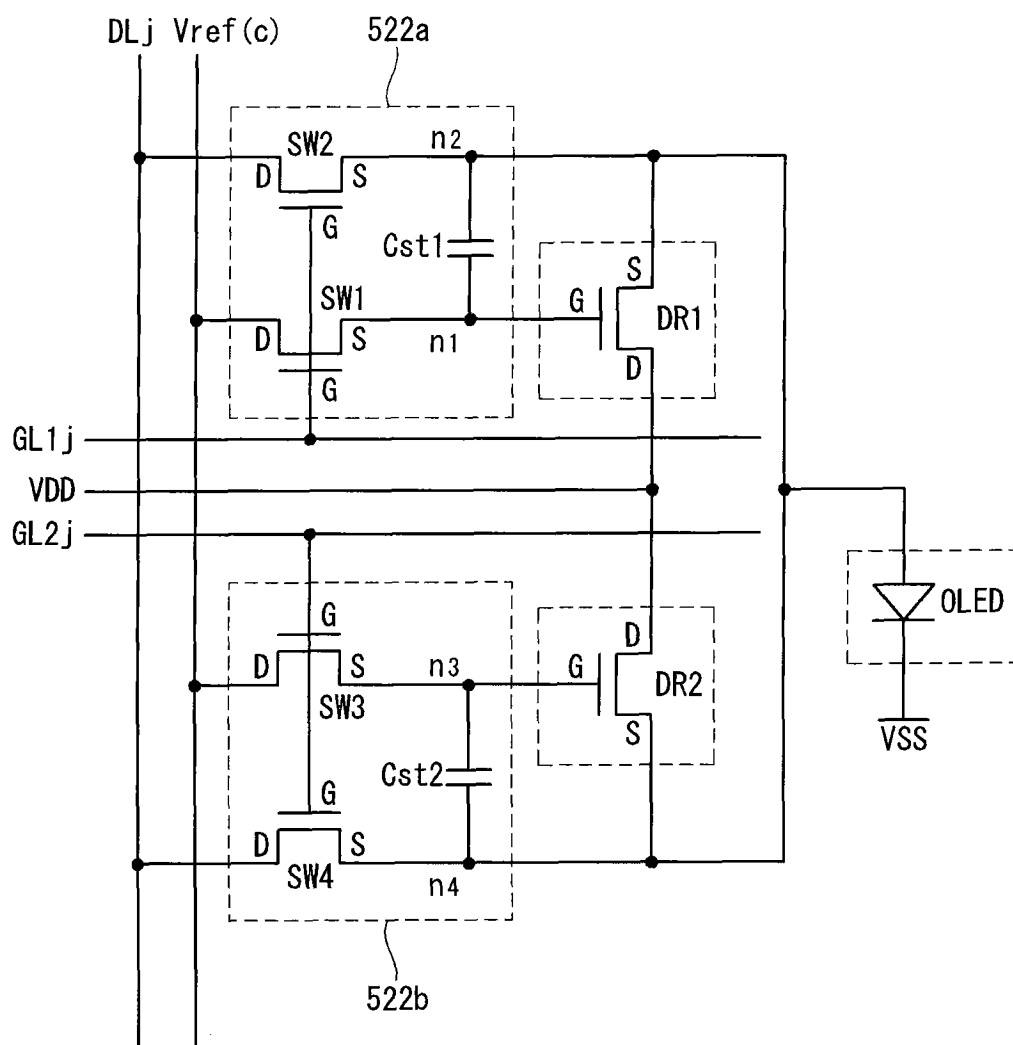 DLj Vref(c)
522a
SW2
n2
D
S
G
Cst1
S
SW1
G
DR1
D
S
n1
D
G
GL1j
VDD
GL2j
OLED
G
D
D
S
n3
G
DR2
SW3
S
VSS
Cst2
G
D
S
SW4
n4
522b